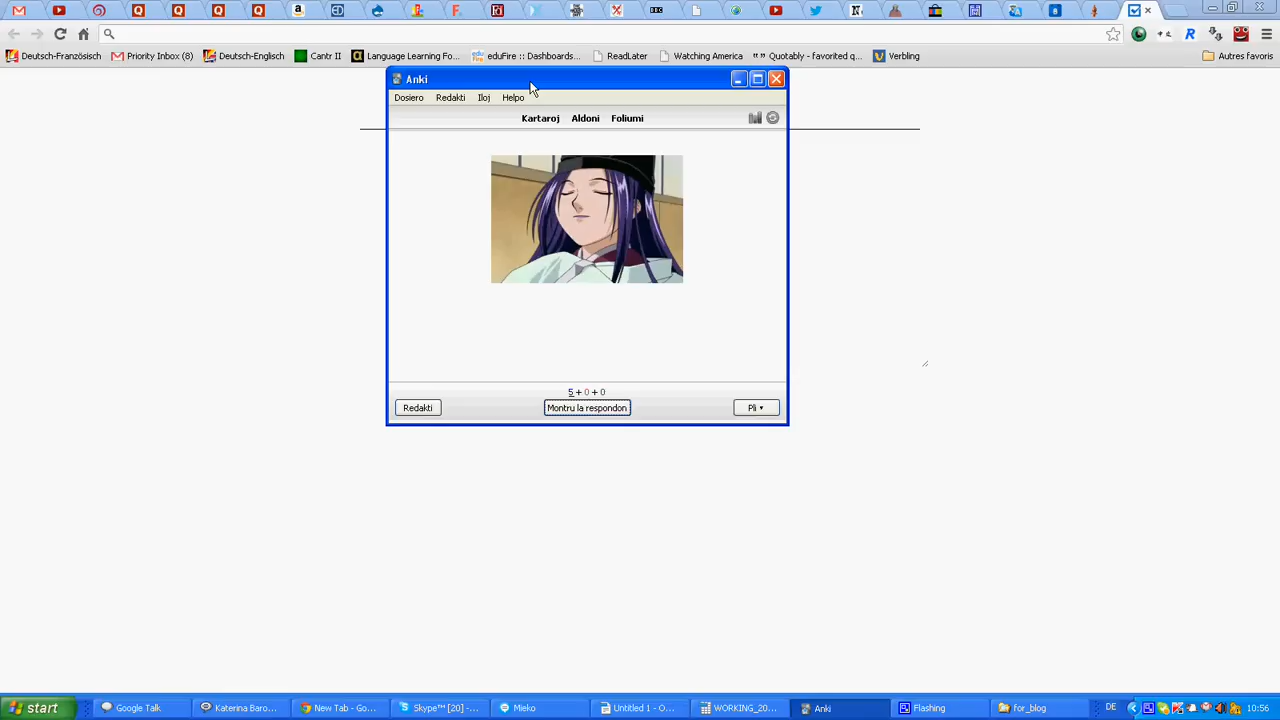 Deutsch-Französisch
Priority Inbox (8)
Deutsch-Englisch
Cantr II
Language Learning Fo...
eduFire :: Dashboards...
ReadLater
Watching America
Quotably - favorited q...
Verbling
Autres favoris
Anki
Dosiero Redakti Iloj Helpo
Kartaroj Aldoni Foliumi
5 + 0 + 0
Redakti
Montru la respondon
Pli
start
Google Talk
Katerina Baro...
New Tab - Go...
Skype™ [20] -...
Mieko
Untitled 1 - O...
WORKING_20...
Anki
Flashing
for_blog
DE
10:56